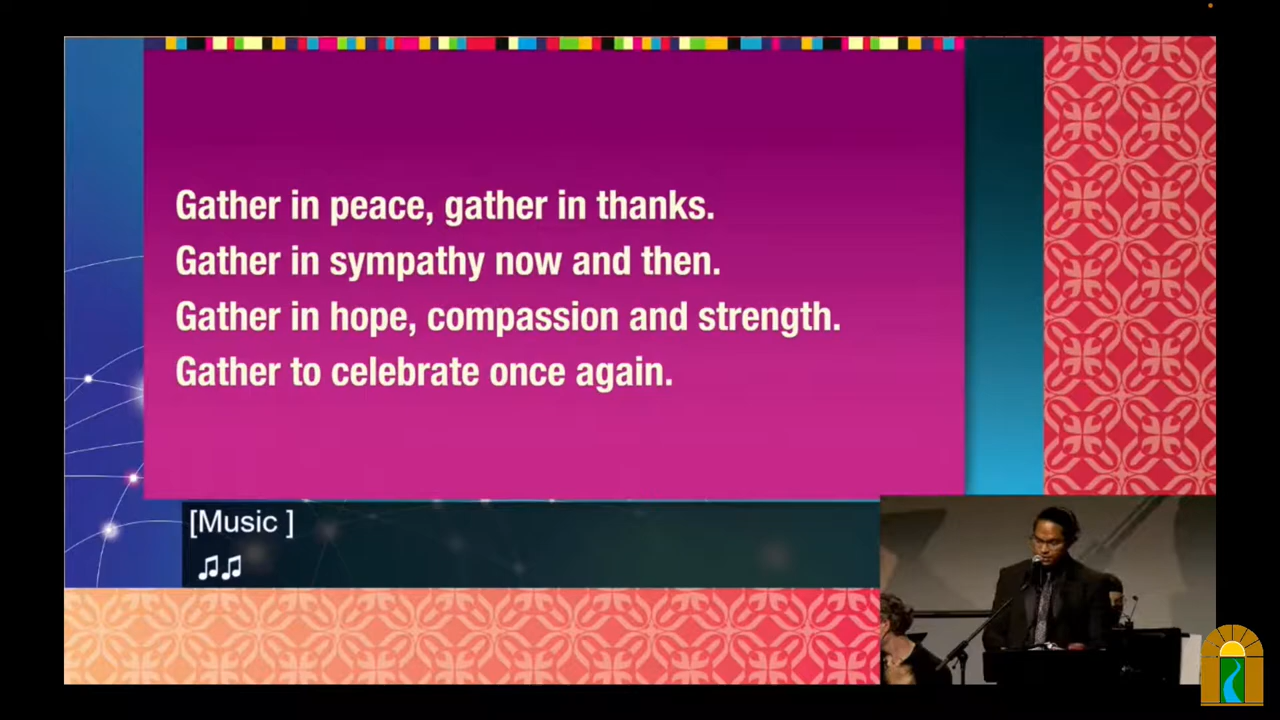 Gather in peace, gather in thanks.
Gather in sympathy now and then.
Gather in hope, compassion and strength.
Gather to celebrate once again.
[Music ]
♫♫